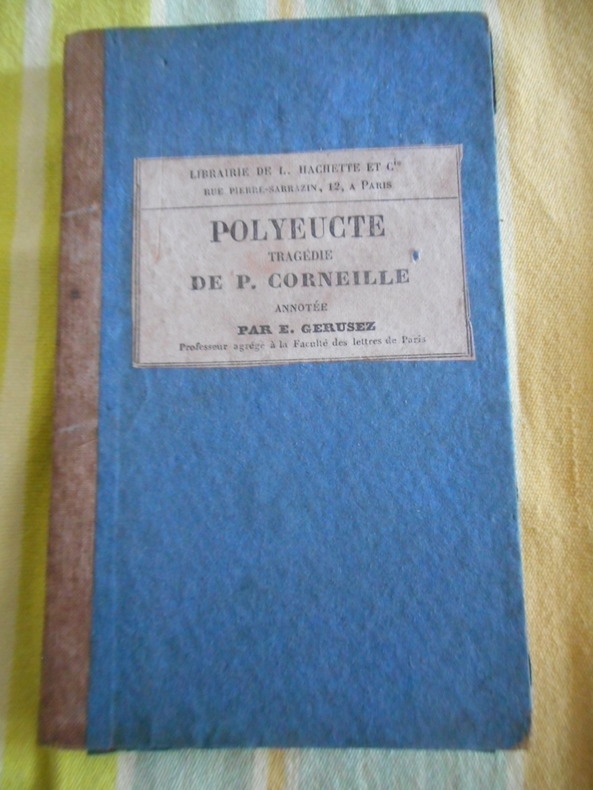 LIBRAIRIE DE L. HACHETTE ET Cie
RUE PIERRE-SARRAZIN, 12, A PARIS
POLYEUCTE
TRAGÉDIE
DE P. CORNEILLE
ANNOTÉE
PAR E. GERUSEZ
Professeur agrégé à la Faculté des lettres de Paris